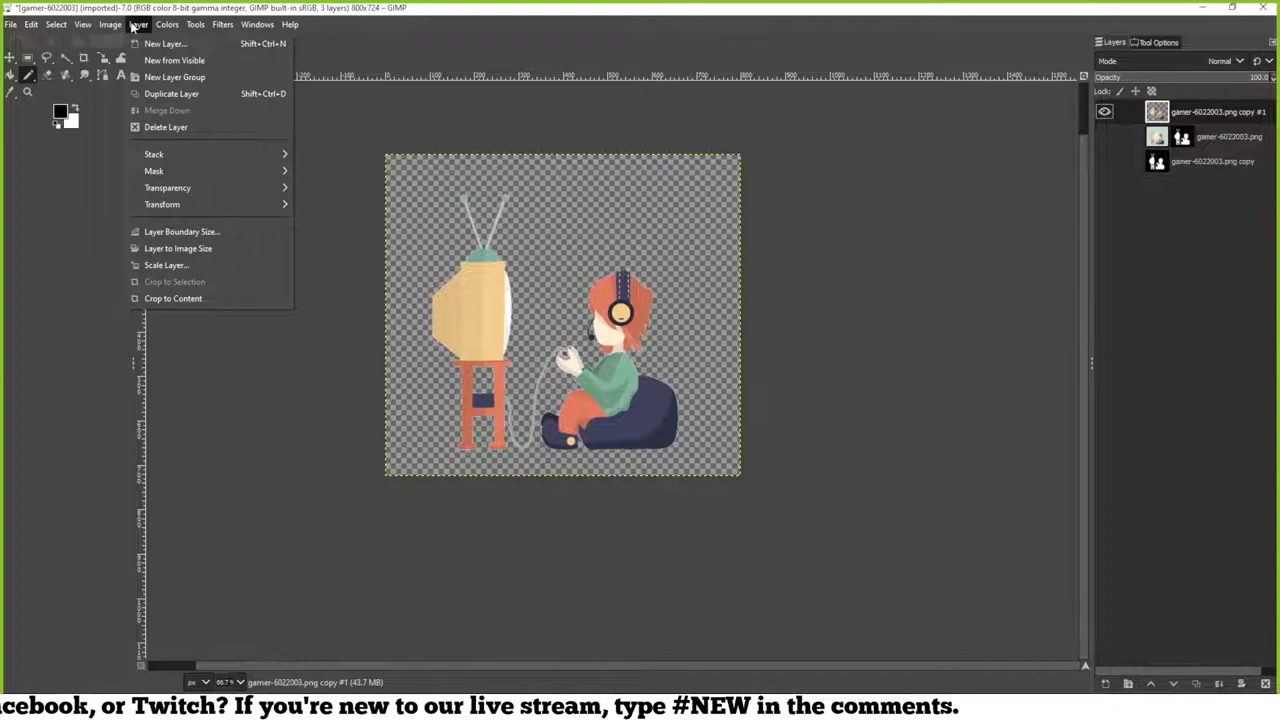 *[gamer-6022003] (imported)-7.0 (RGB color 8-bit gamma integer, GIMP built-in sRGB, 3 layers) 800x724 – GIMP
File Edit Select View Image Layer Colors Tools Filters Windows Help
New Layer... Shift+Ctrl+N
New from Visible
New Layer Group
Duplicate Layer Shift+Ctrl+D
Merge Down
Delete Layer
Stack
Mask
Transparency
Transform
Layer Boundary Size...
Layer to Image Size
Scale Layer...
Crop to Selection
Crop to Content
Layers Tool Options
Mode Normal
Opacity 100.0
Lock:
gamer-6022003.png copy #1
gamer-6022003.png
gamer-6022003.png copy
px 66.7 % gamer-6022003.png copy #1 (43.7 MB)
acebook, or Twitch? If you're new to our live stream, type #NEW in the comments.